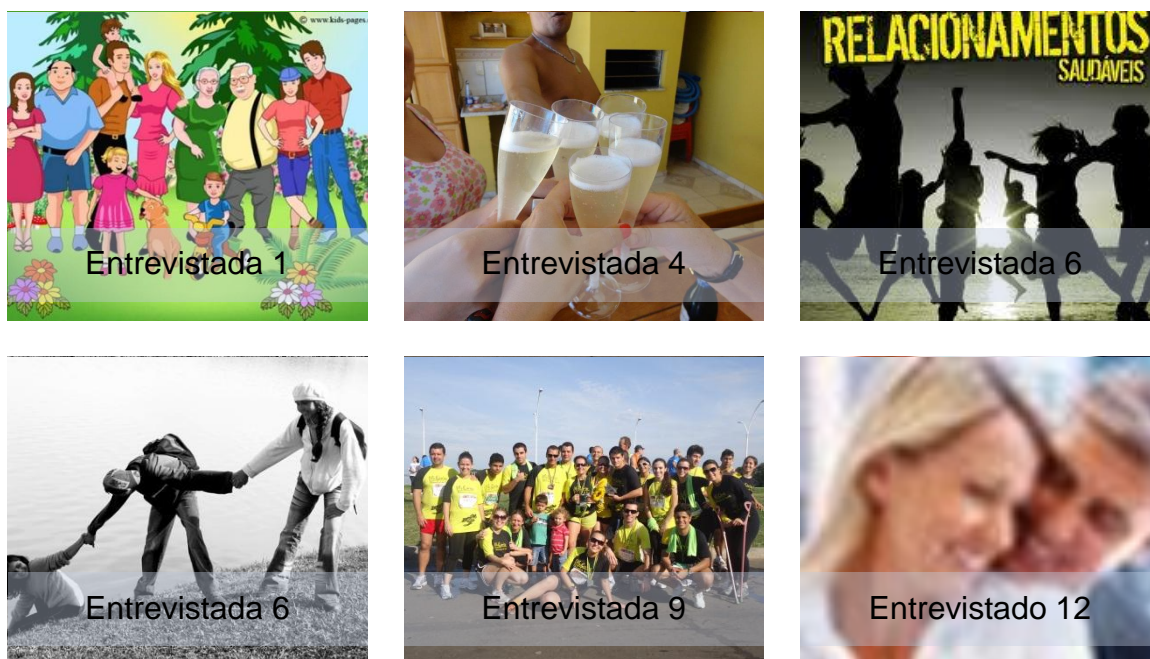 © www.kids-pages.
RELACIONAMENTOS
SAUDÁVEIS
Entrevistada 1
Entrevistada 4
Entrevistada 6
Entrevistada 6
Entrevistada 9
Entrevistado 12